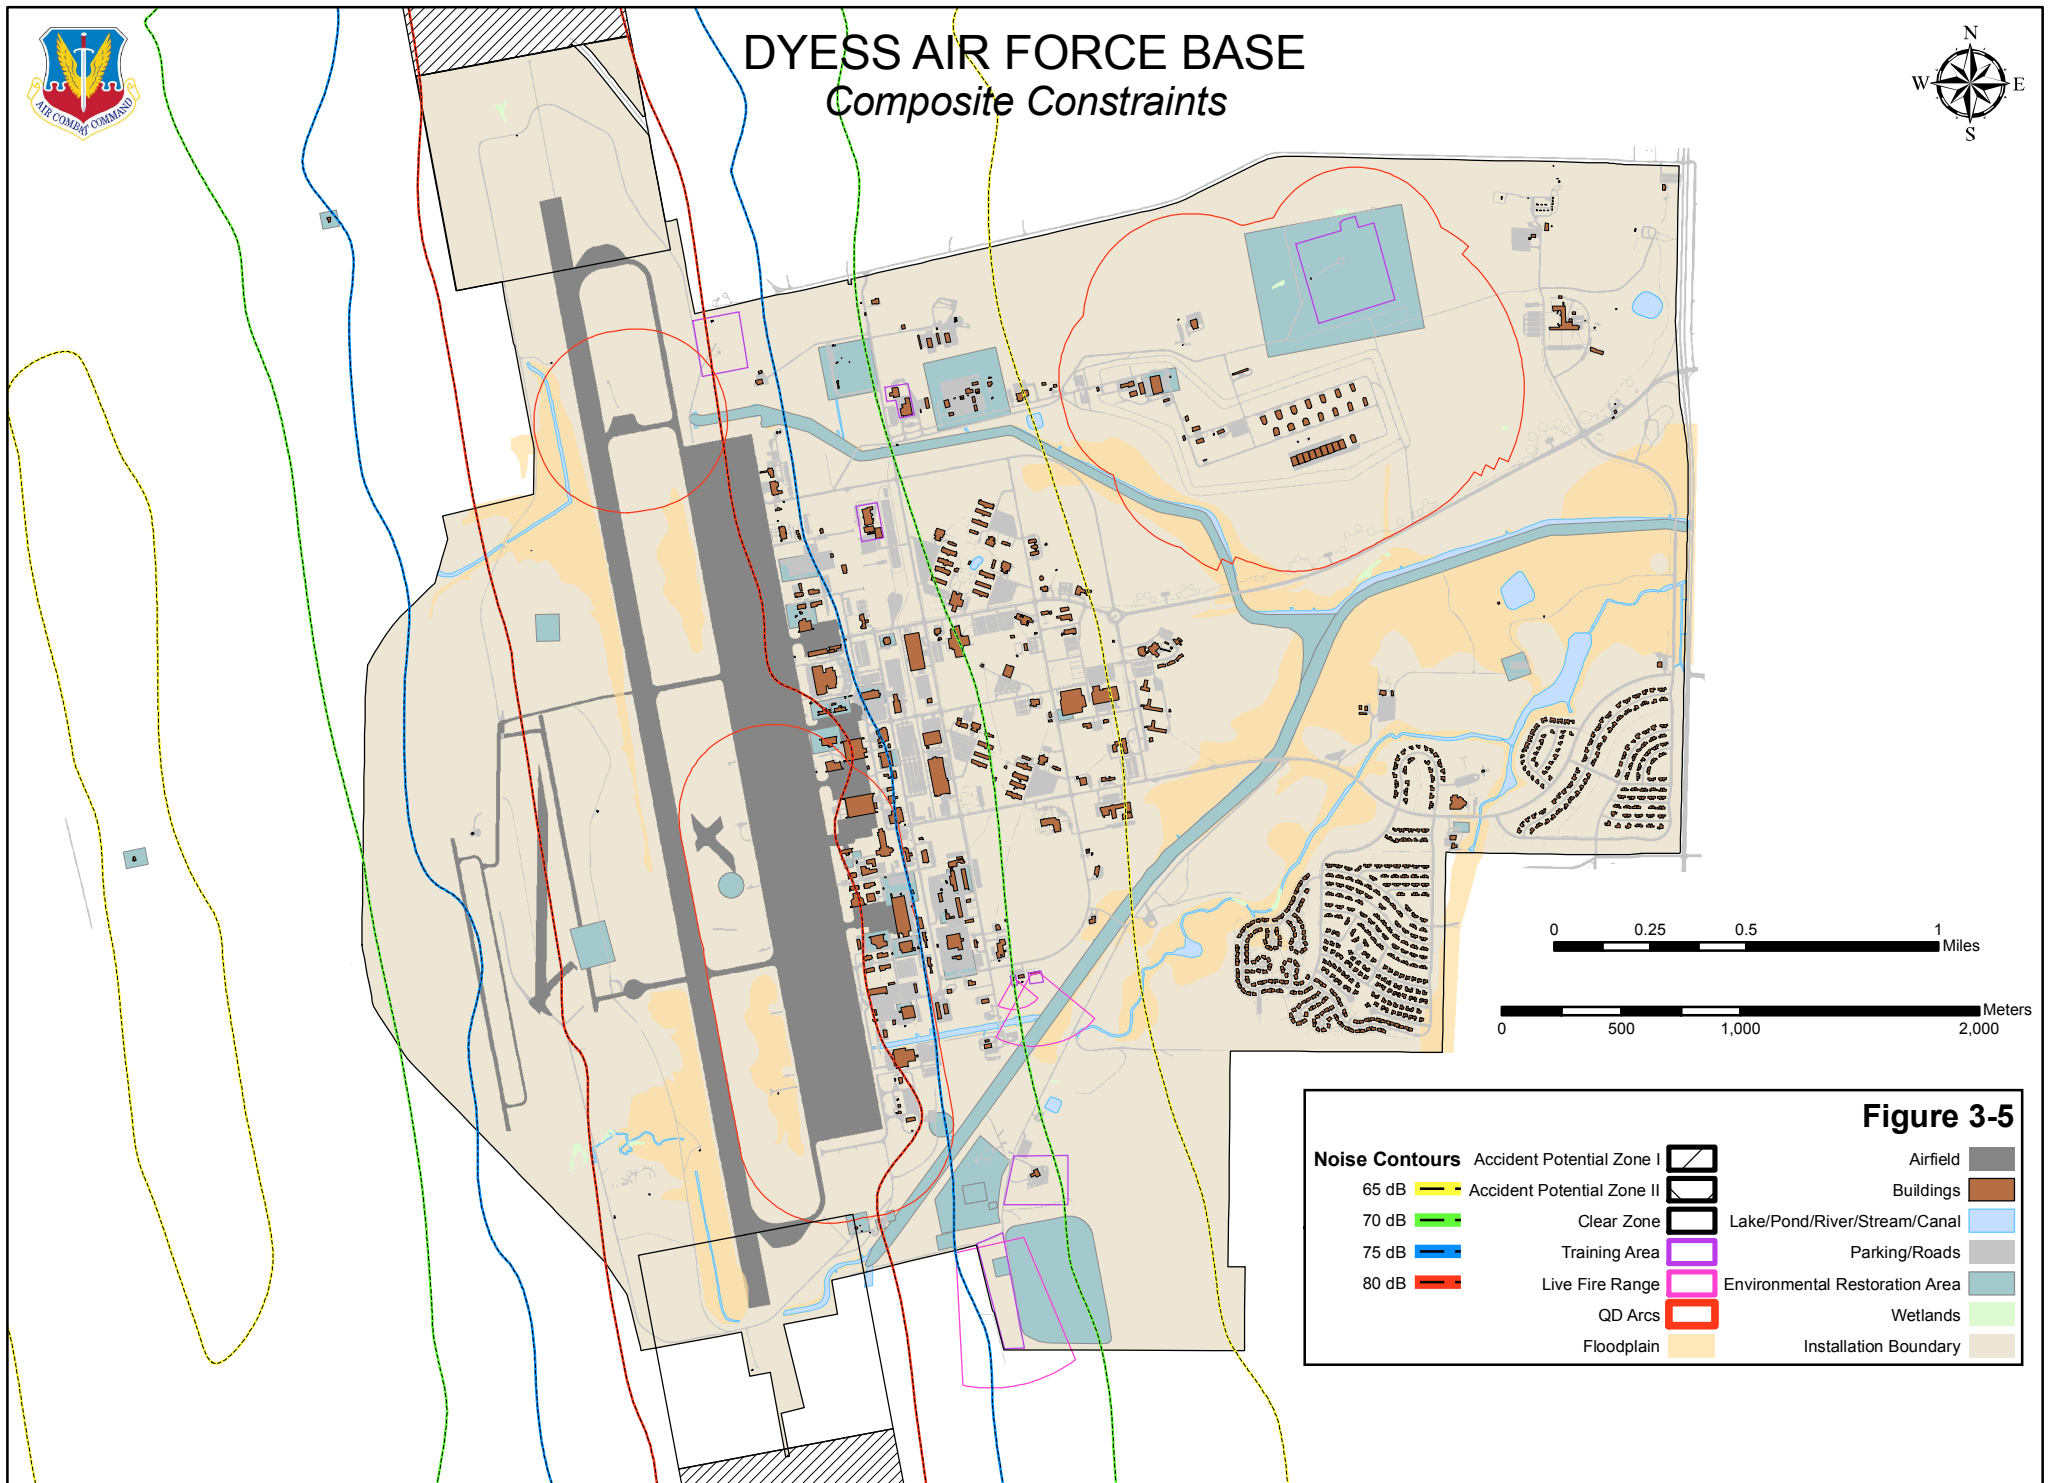 DYESS AIR FORCE BASE
Composite Constraints
AIR COMBAT COMMAND
N
W
E
S
0 0.25 0.5 1
Miles
Meters
0 500 1,000 2,000
Figure 3-5
Noise Contours
65 dB
70 dB
75 dB
80 dB
Accident Potential Zone I
Accident Potential Zone II
Clear Zone
Training Area
Live Fire Range
QD Arcs
Floodplain
Airfield
Buildings
Lake/Pond/River/Stream/Canal
Parking/Roads
Environmental Restoration Area
Wetlands
Installation Boundary